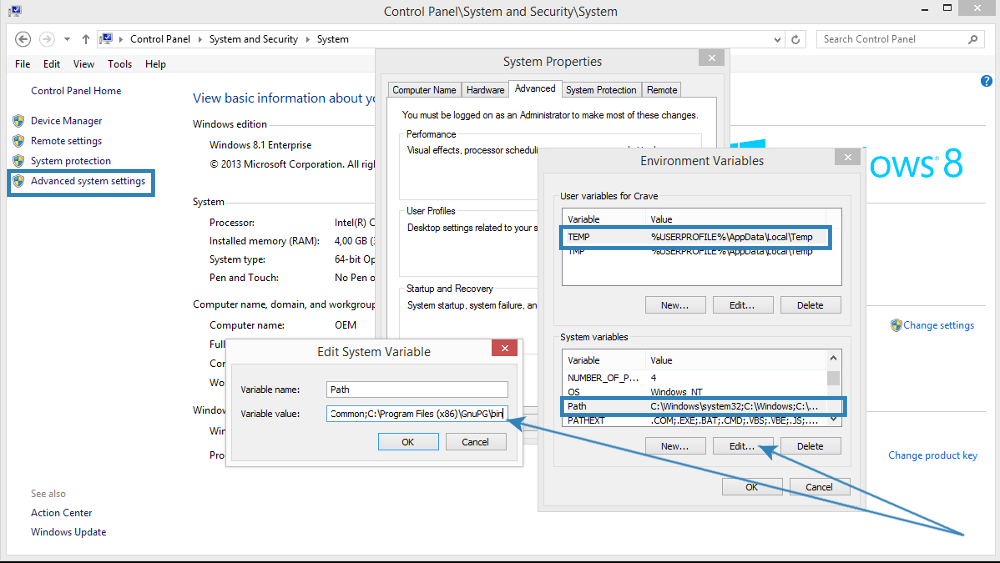 Control Panel\System and Security\System
Control Panel
System and Security
System
Search Control Panel
File Edit View Tools Help
Control Panel Home
Device Manager
Remote settings
System protection
Advanced system settings
See also
Action Center
Windows Update
View basic information about
Windows edition
Windows 8.1 Enterprise
© 2013 Microsoft Corporation. All righ
System
Processor: Intel(R) C
Installed memory (RAM): 4,00 GB (3
System type: 64-bit Op
Pen and Touch: No Pen o
Computer name, domain, and workgroup
Computer name: OEM
Full
Co
Wo
Window
Win
Pro
ows 8
Change settings
Change product key
System Properties
Computer Name Hardware Advanced System Protection Remote
You must be logged on as an Administrator to make most of these changes.
Performance
Visual effects, processor scheduli
User Profiles
Desktop settings related to your s
Startup and Recovery
System startup, system failure, an
Environment Variables
User variables for Crave
Variable Value
TEMP %USERPROFILE%\AppData\Local\Temp
TMP %USERPROFILE%\AppData\Local\Temp
New... Edit... Delete
System variables
Variable Value
NUMBER_OF_P... 4
OS Windows_NT
Path C:\Windows\system32;C:\Windows;C:\...
PATHEXT .COM;.EXE;.BAT;.CMD;.VBS;.VBE;.JS;....
New... Edit... Delete
OK Cancel
Edit System Variable
Variable name: Path
Variable value: Common;C:\Program Files (x86)\GnuPG\bin
OK Cancel